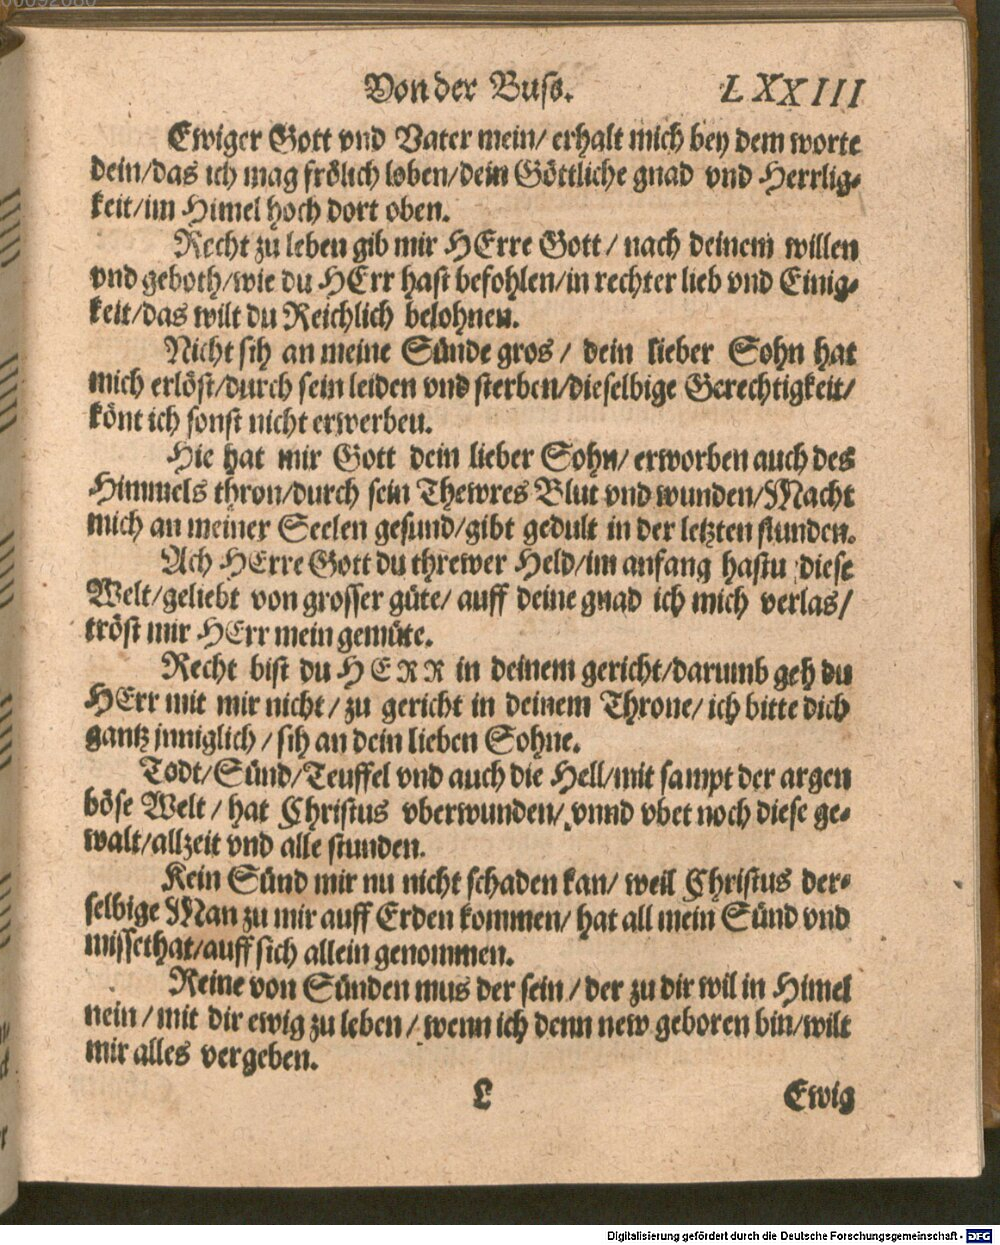 00092080
Von der Buß. LXXIII
Ewiger Gott vnd Vater mein/ erhalt mich bey dem worte
dein/das ich mag frölich loben/dein Göttliche gnad vnd Herrlig-
keit/im Himel hoch dort oben.
Recht zu leben gib mir HErre Gott / nach deinem willen
vnd geboth/wie du HErr hast befohlen/in rechter lieb vnd Einig-
keit/das wilt du Reichlich belohnen.
Nicht sih an meine Sünde gros / dein lieber Sohn hat
mich erlöst/durch sein leiden vnd sterben/dieselbige Gerechtigkeit/
könt ich sonst nicht erwerben.
Hie hat mir Gott dein lieber Sohn/ erworben auch des
Himmels thron/durch sein Thewres Blut vnd wunden/Macht
mich an meiner Seelen gesund/gibt gedult in der letzten stunden.
Ach HErre Gott du threwer Held/im anfang hastu diese
Welt/geliebt von grosser güte/ auff deine gnad ich mich verlas/
tröst mir HErr mein gemüte.
Recht bist du HERR in deinem gericht/darumb geh du
HErr mit mir nicht / zu gericht in deinem Throne/ ich bitte dich
gantz jnniglich / sih an dein lieben Sohne.
Todt/Sünd/Teuffel vnd auch die Hell/mit sampt der argen
böse Welt / hat Christus vberwunden/ vnnd vbet noch diese ge-
walt/allzeit vnd alle stunden.
Kein Sünd mir nu nicht schaden kan/ weil Christus der-
selbige Man zu mir auff Erden kommen/ hat all mein Sünd vnd
missethat/auff sich allein genommen.
Reine von Sünden mus der sein / der zu dir wil in Himel
nein / mit dir ewig zu leben / wenn ich denn new geboren bin/wilt
mir alles vergeben.
L Ewig
Digitalisierung gefördert durch die Deutsche Forschungsgemeinschaft - DFG